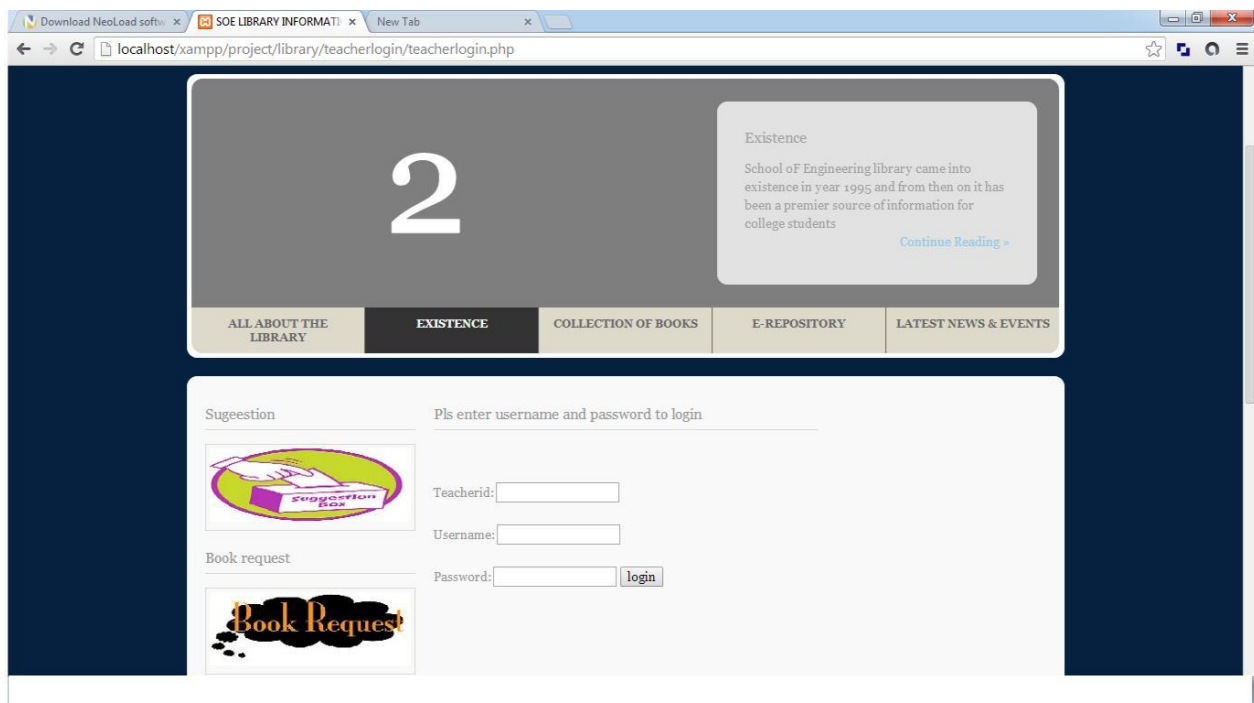 Download NeoLoad softw
SOE LIBRARY INFORMATI
New Tab
localhost/xampp/project/library/teacherlogin/teacherlogin.php
2
Existence
School oF Engineering library came into
existence in year 1995 and from then on it has
been a premier source of information for
college students
Continue Reading »
ALL ABOUT THE
LIBRARY
EXISTENCE
COLLECTION OF BOOKS
E-REPOSITORY
LATEST NEWS & EVENTS
Sugeestion
Suggestion
Box
Book request
Book Request
Pls enter username and password to login
Teacherid:
Username:
Password:
login